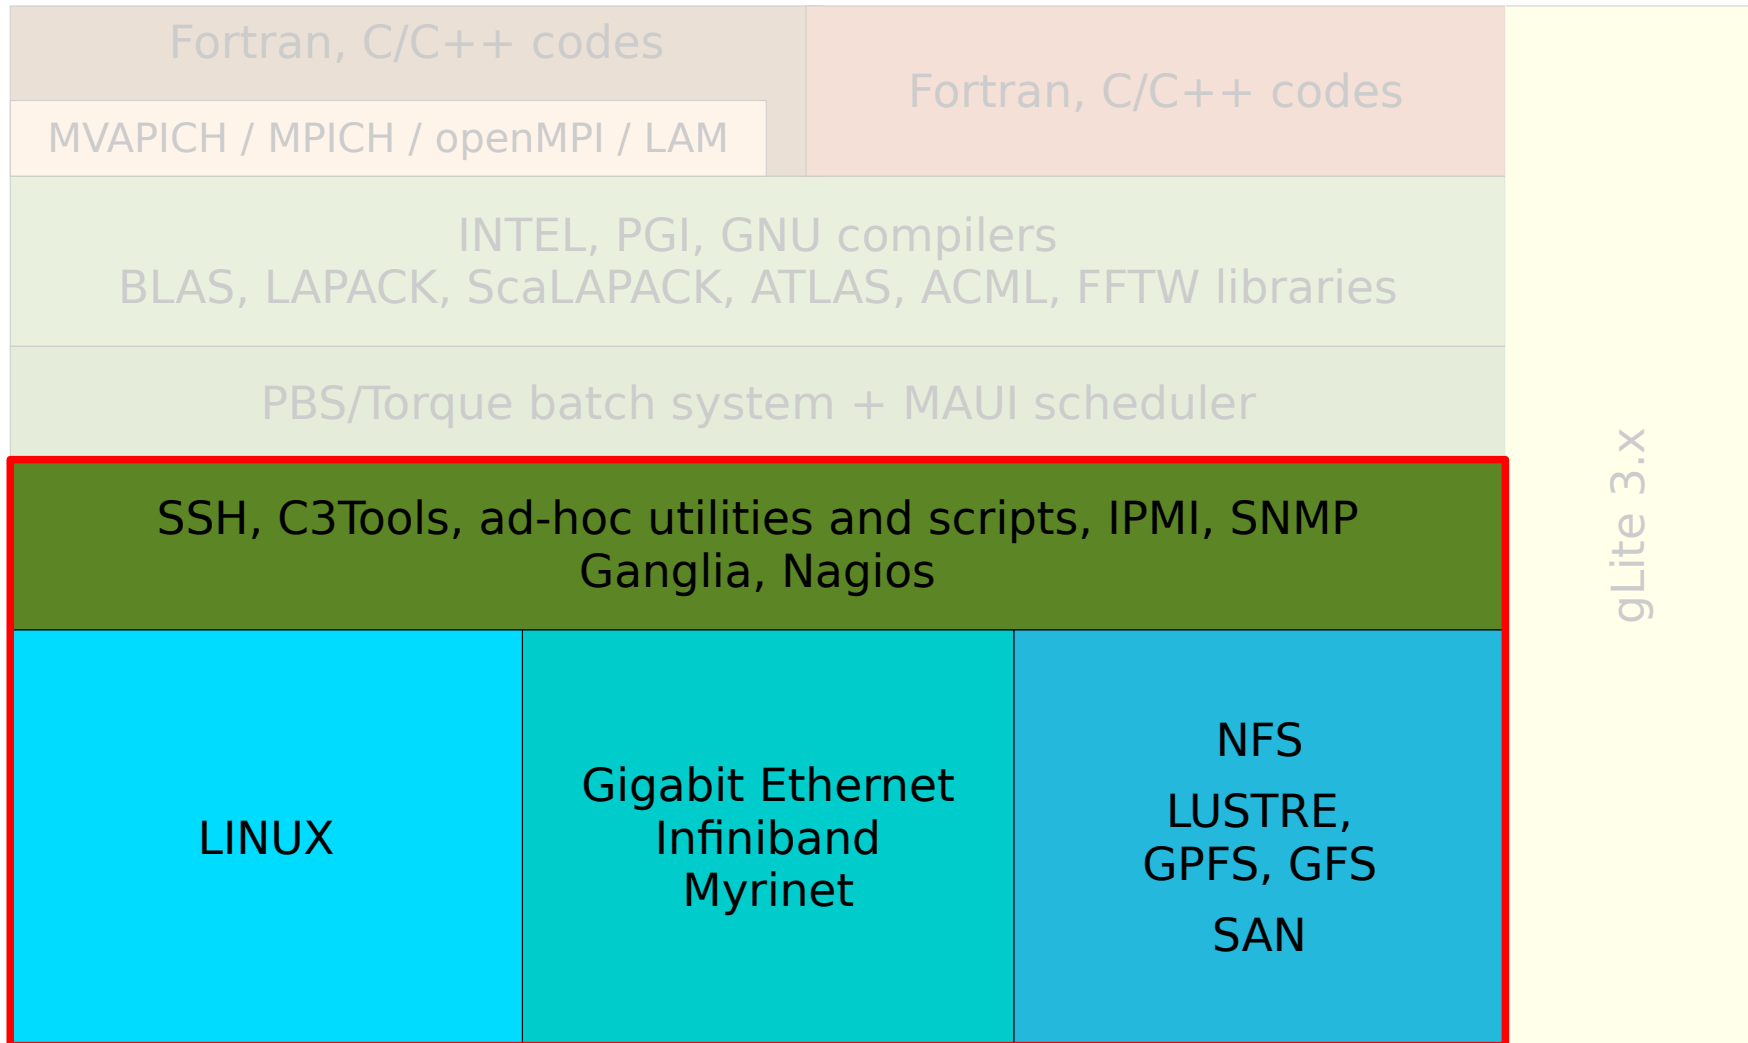 Fortran, C/C++ codes
Fortran, C/C++ codes
MVAPICH / MPICH / openMPI / LAM
INTEL, PGI, GNU compilers
BLAS, LAPACK, ScaLAPACK, ATLAS, ACML, FFTW libraries
PBS/Torque batch system + MAUI scheduler
SSH, C3Tools, ad-hoc utilities and scripts, IPMI, SNMP
Ganglia, Nagios
LINUX
Gigabit Ethernet
Infiniband
Myrinet
NFS
LUSTRE,
GPFS, GFS
SAN
gLite 3.x